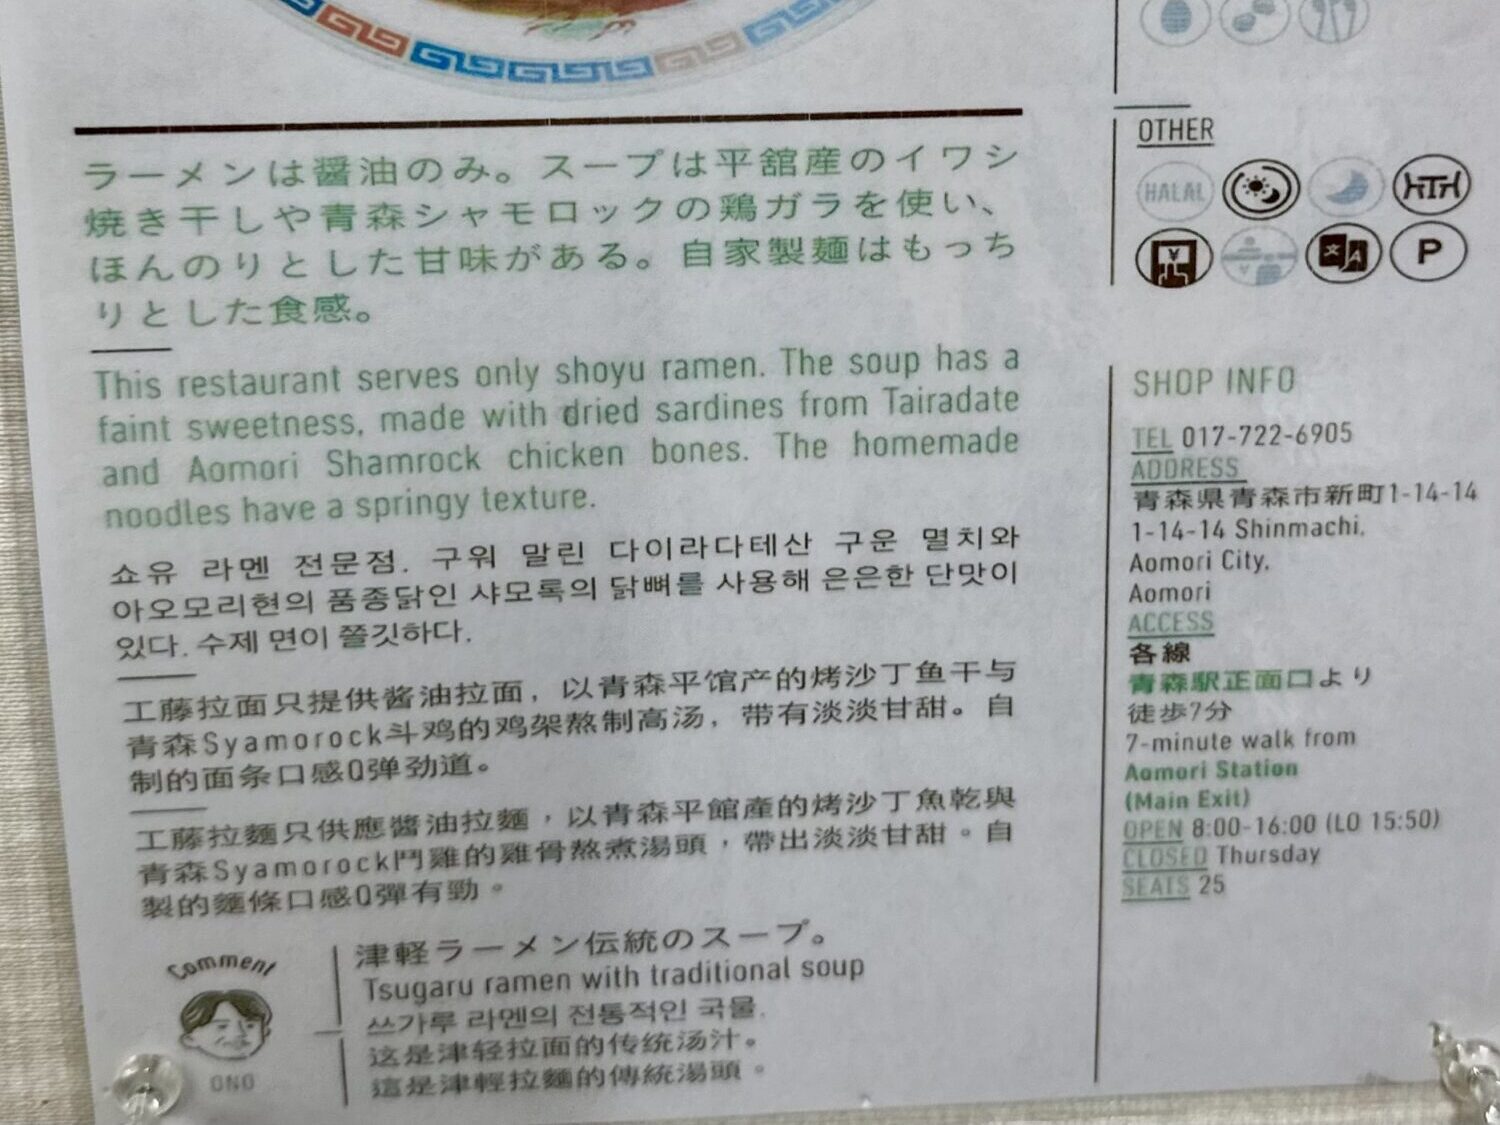 ラーメンは醤油のみ。スープは平舘産のイワシ
焼き干しや青森シャモロックの鶏ガラを使い、
ほんのりとした甘味がある。自家製麺はもっち
りとした食感。
This restaurant serves only shoyu ramen. The soup has a
faint sweetness, made with dried sardines from Tairadate
and Aomori Shamrock chicken bones. The homemade
noodles have a springy texture.
쇼유 라멘 전문점. 구워 말린 다이라다테산 구운 멸치와
아오모리현의 품종닭인 샤모록의 닭뼈를 사용해 은은한 단맛이
있다. 수제 면이 쫄깃하다.
工藤拉面只提供酱油拉面，以青森平馆产的烤沙丁鱼干与
青森Syamorock斗鸡的鸡架熬制高汤，带有淡淡甘甜。自
制的面条口感Q弹劲道。
工藤拉麵只供應醬油拉麵，以青森平館產的烤沙丁魚乾與
青森Syamorock鬥雞的雞骨熬煮湯頭，帶出淡淡甘甜。自
製的麵條口感Q彈有勁。
Comment
ONO
津軽ラーメン伝統のスープ。
Tsugaru ramen with traditional soup
쓰가루 라멘의 전통적인 국물.
这是津轻拉面的传统汤汁。
這是津輕拉麵的傳統湯頭。
OTHER
HALAL
¥
文 A
P
SHOP INFO
TEL 017-722-6905
ADDRESS
青森県青森市新町1-14-14
1-14-14 Shinmachi,
Aomori City,
Aomori
ACCESS
各線
青森駅正面口より
徒歩7分
7-minute walk from
Aomori Station
(Main Exit)
OPEN 8:00-16:00 (LO 15:50)
CLOSED Thursday
SEATS 25